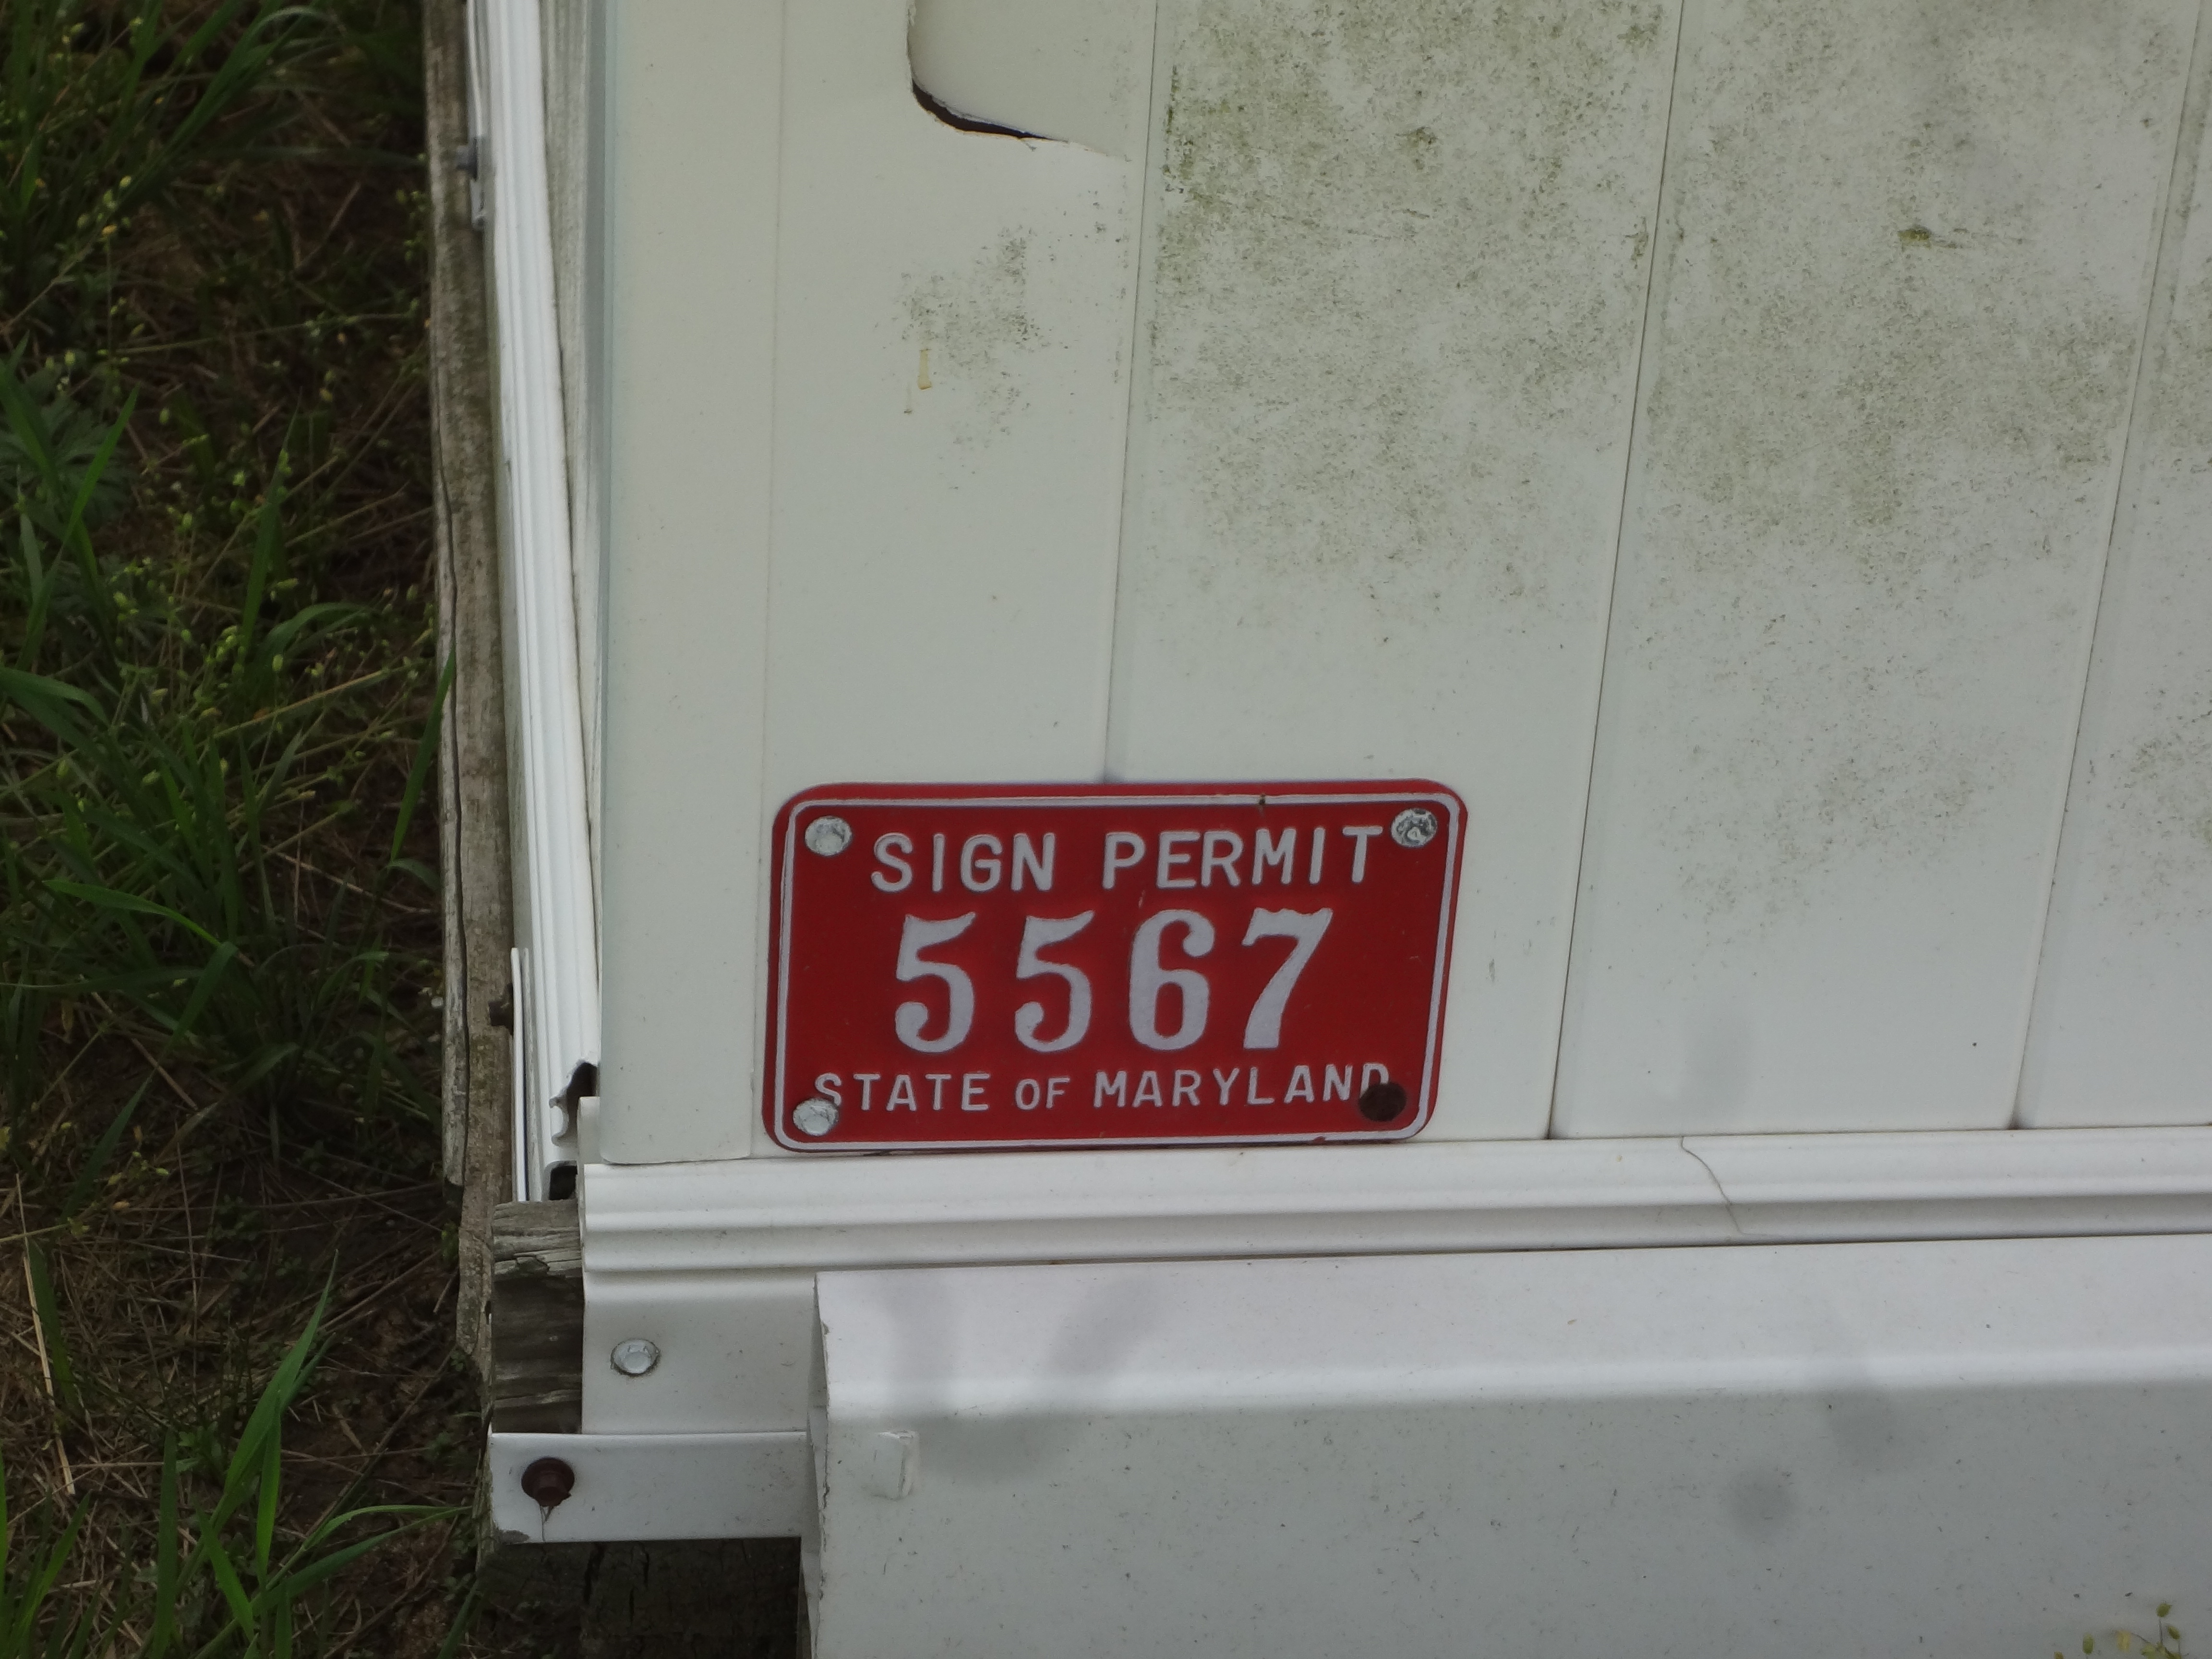 SIGN PERMIT
5567
STATE OF MARYLAND